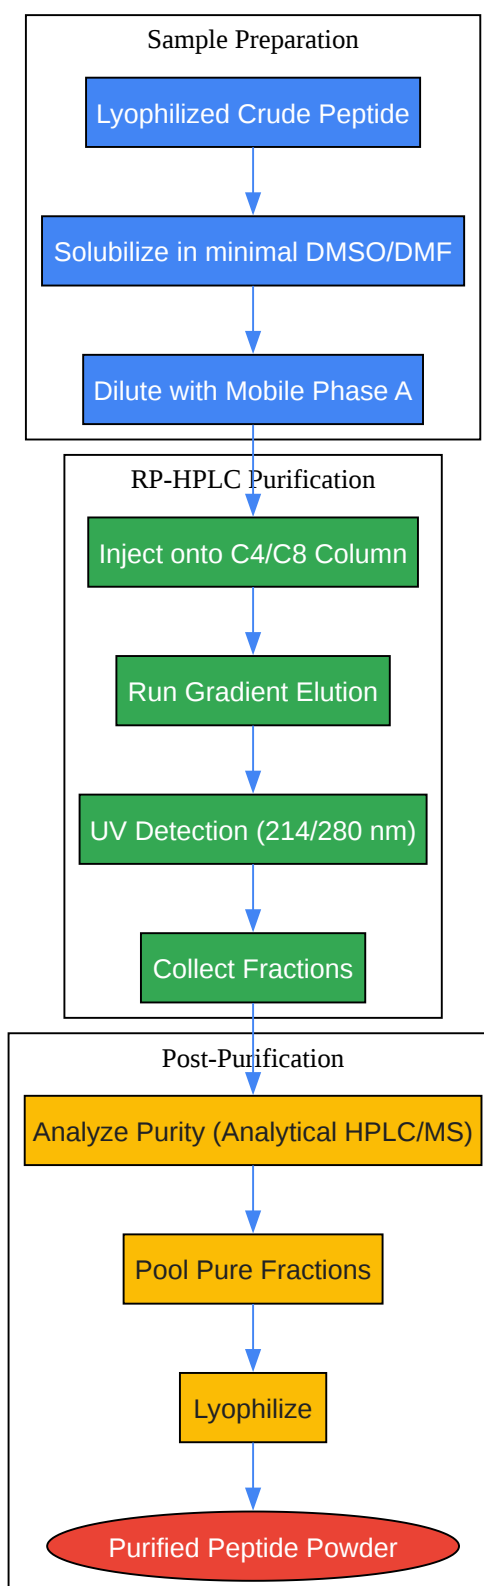 Sample Preparation
Lyophilized Crude Peptide
Solubilize in minimal DMSO/DMF
Dilute with Mobile Phase A
RP-HPLC Purification
Inject onto C4/C8 Column
Run Gradient Elution
UV Detection (214/280 nm)
Collect Fractions
Post-Purification
Analyze Purity (Analytical HPLC/MS)
Pool Pure Fractions
Lyophilize
Purified Peptide Powder